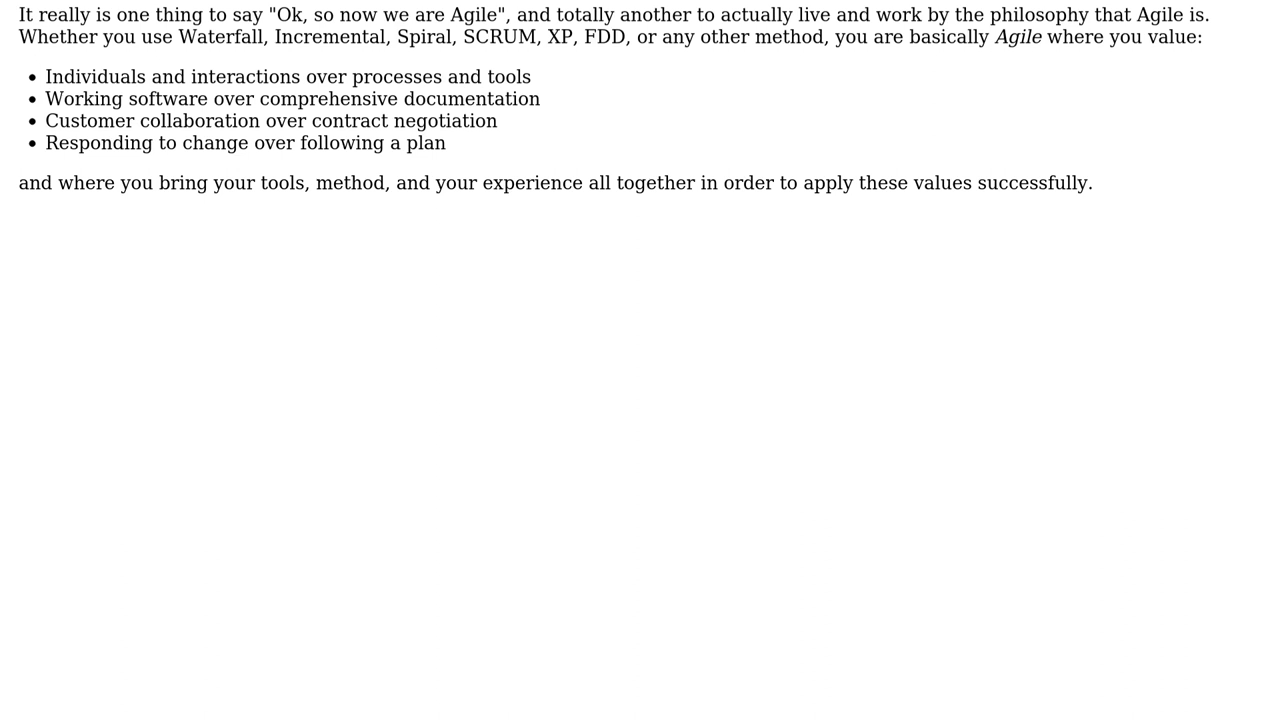 It really is one thing to say "Ok, so now we are Agile", and totally another to actually live and work by the philosophy that Agile is.
Whether you use Waterfall, Incremental, Spiral, SCRUM, XP, FDD, or any other method, you are basically Agile where you value:
• Individuals and interactions over processes and tools
• Working software over comprehensive documentation
• Customer collaboration over contract negotiation
• Responding to change over following a plan
and where you bring your tools, method, and your experience all together in order to apply these values successfully.